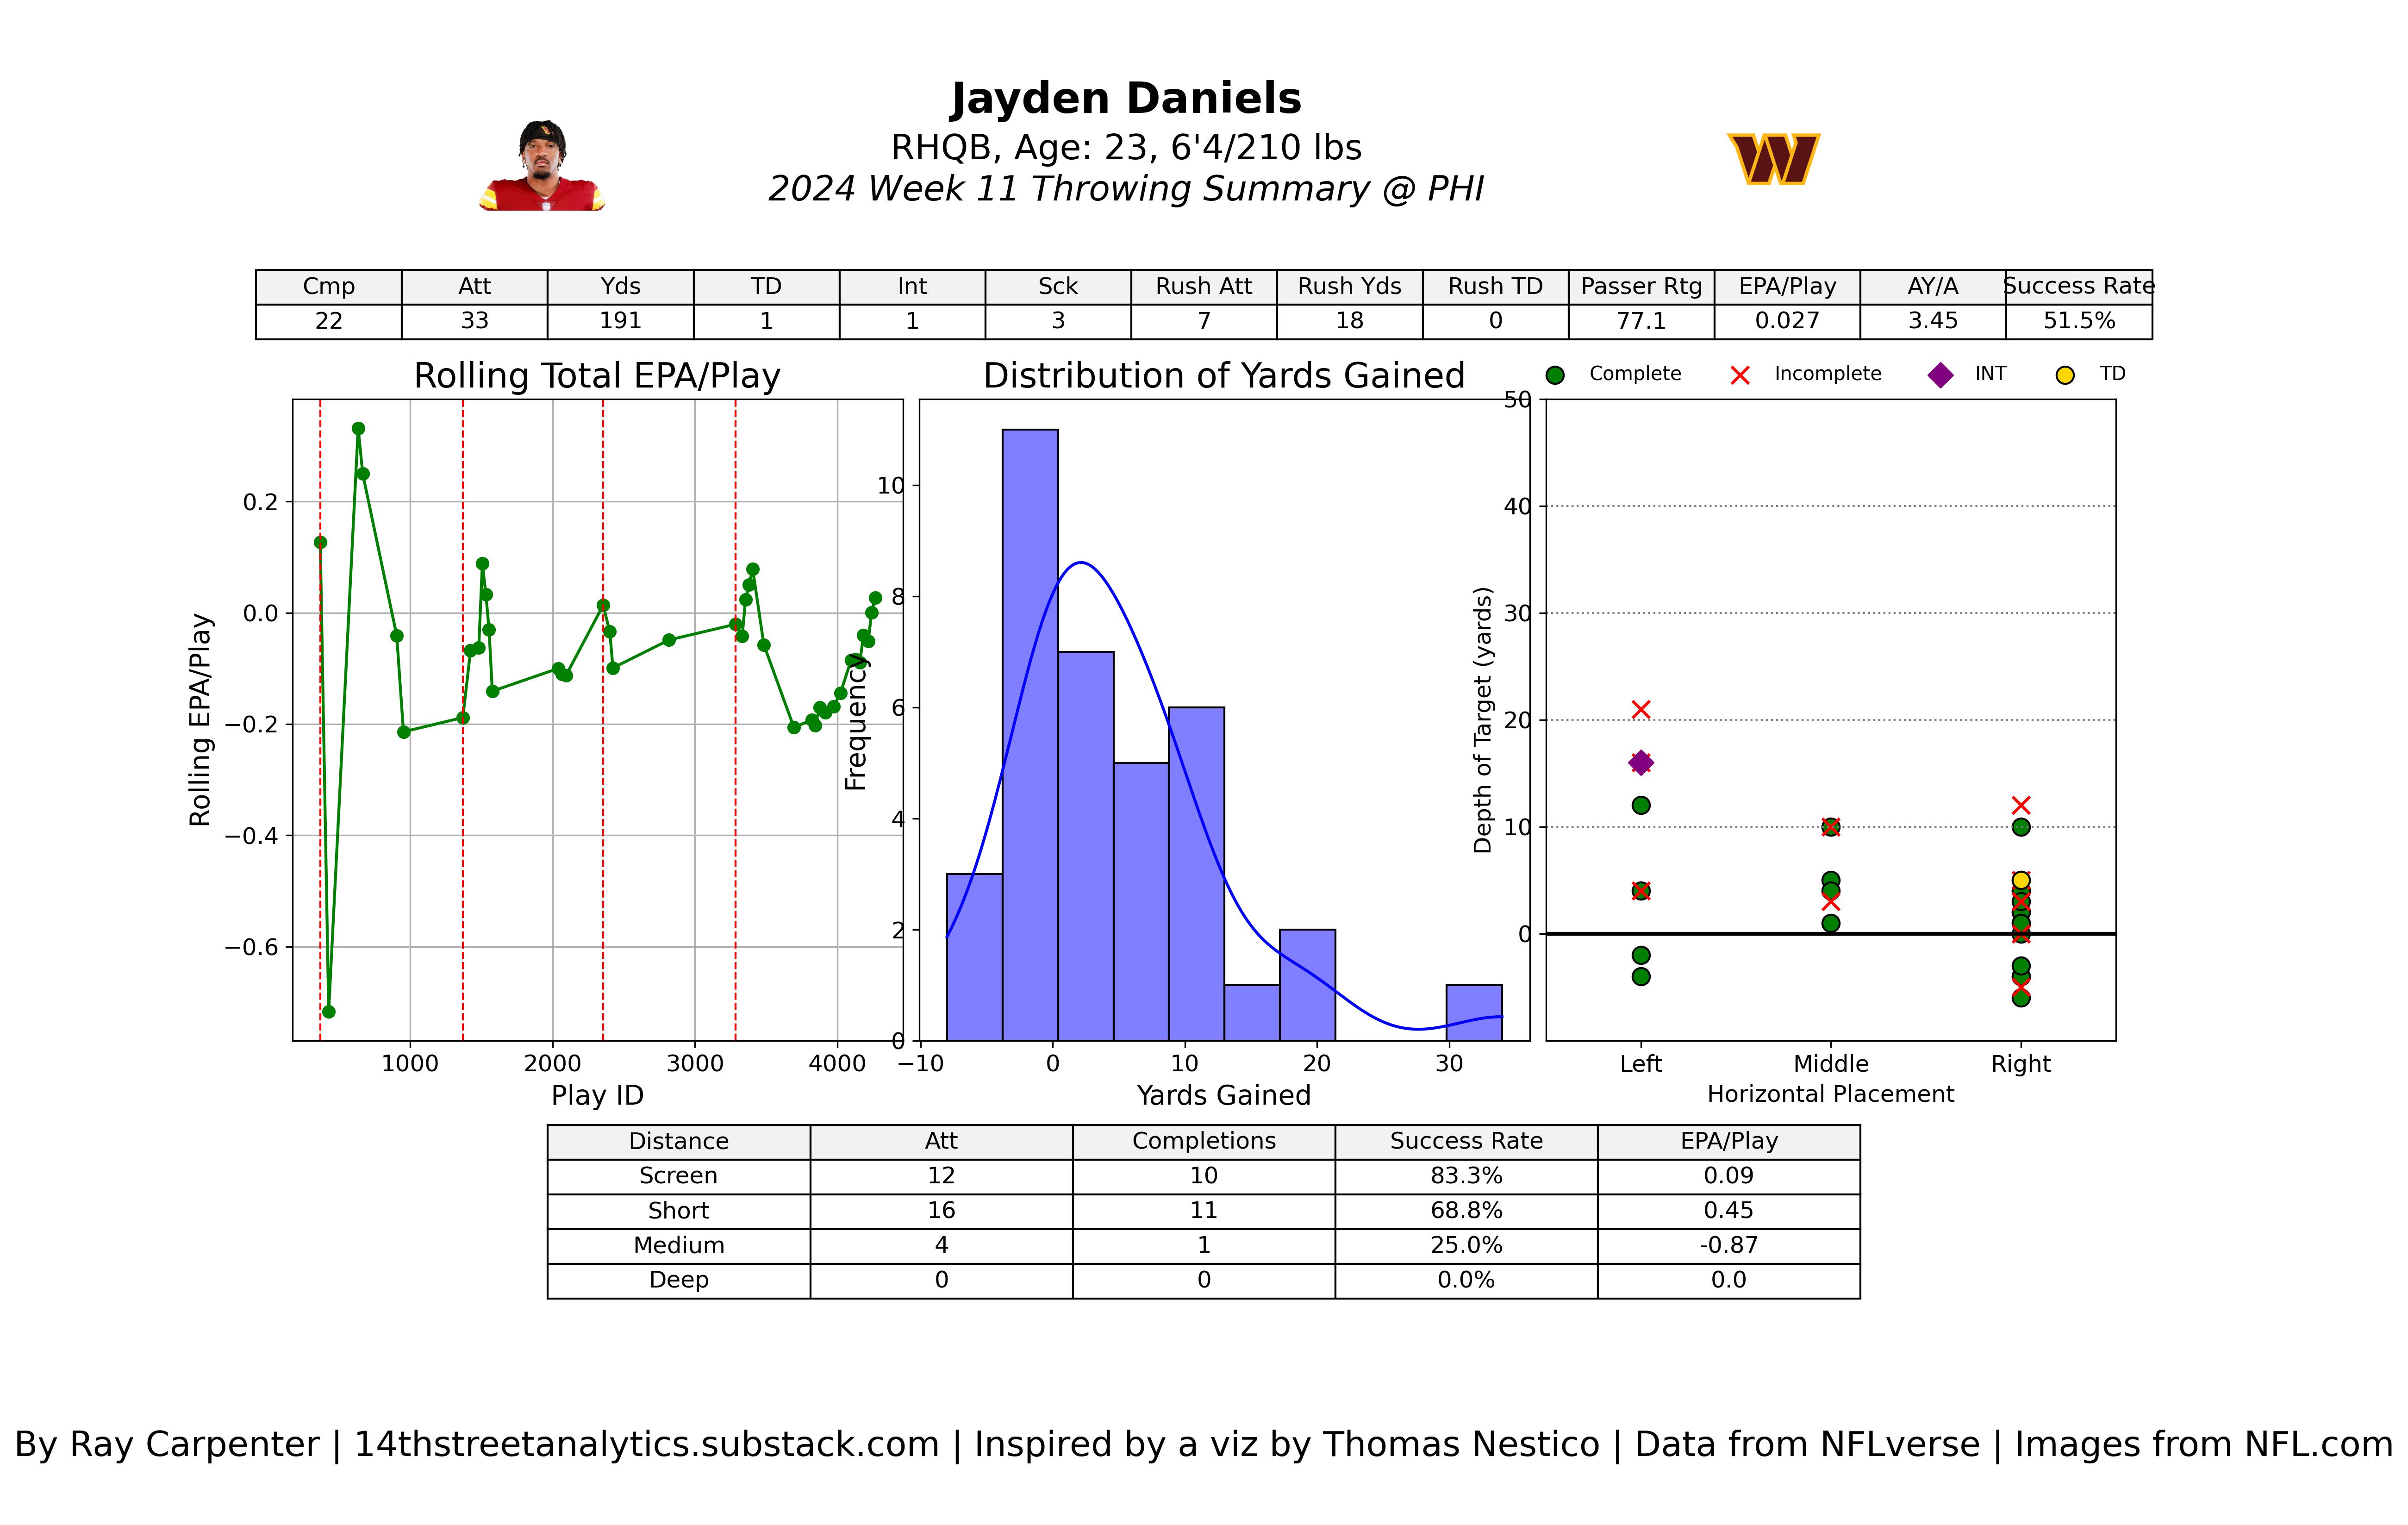 Jayden Daniels
RHQB, Age: 23, 6'4/210 lbs
2024 Week 11 Throwing Summary @ PHI
Cmp Att Yds TD Int Sck Rush Att Rush Yds Rush TD Passer Rtg EPA/Play AY/A Success Rate
22 33 191 1 1 3 7 18 0 77.1 0.027 3.45 51.5%
Rolling Total EPA/Play
Rolling EPA/Play
0.2
0.0
−0.2
−0.4
−0.6
1000 2000 3000 4000
Play ID
Distribution of Yards Gained
Frequency
10
8
6
4
2
0
−10 0 10 20 30
Yards Gained
Complete Incomplete INT TD
Depth of Target (yards)
50
40
30
20
10
0
Left Middle Right
Horizontal Placement
Distance Att Completions Success Rate EPA/Play
Screen 12 10 83.3% 0.09
Short 16 11 68.8% 0.45
Medium 4 1 25.0% -0.87
Deep 0 0 0.0% 0.0
By Ray Carpenter | 14thstreetanalytics.substack.com | Inspired by a viz by Thomas Nestico | Data from NFLverse | Images from NFL.com